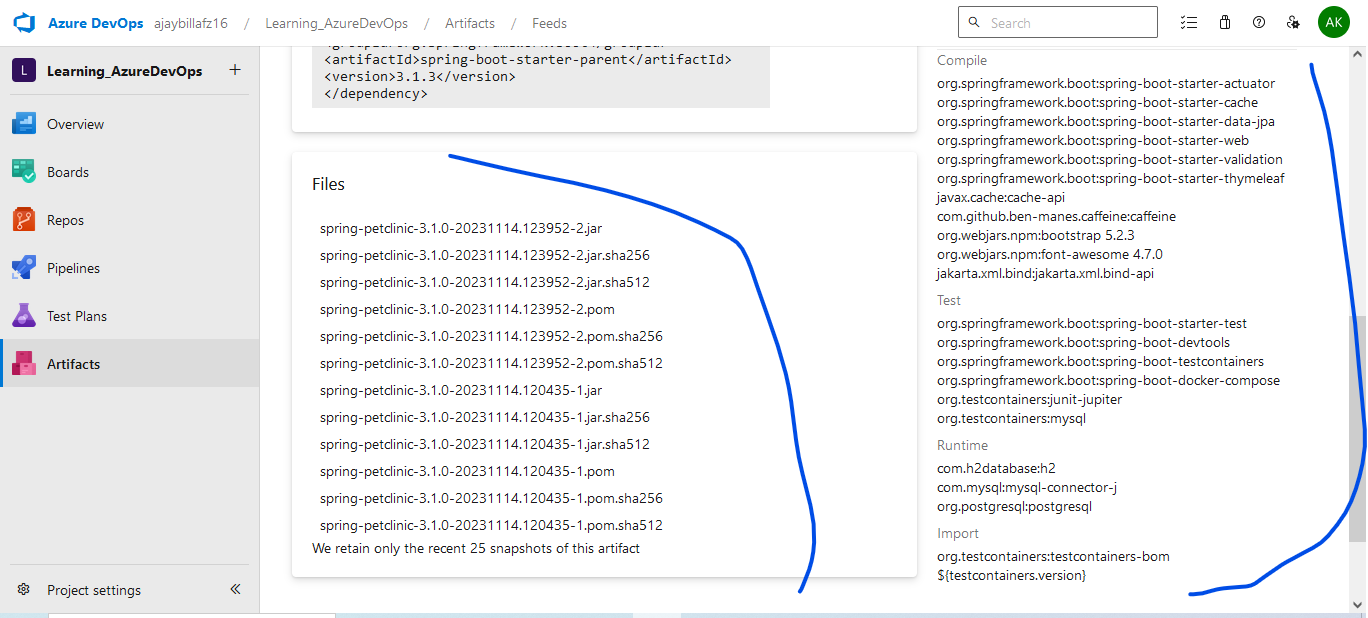 Azure DevOps ajaybillafz16 / Learning_AzureDevOps / Artifacts / Feeds
Search
AK
L Learning_AzureDevOps +
Overview
Boards
Repos
Pipelines
Test Plans
Artifacts
Project settings
<artifactId>spring-boot-starter-parent</artifactId>
<version>3.1.3</version>
</dependency>
Files
spring-petclinic-3.1.0-20231114.123952-2.jar
spring-petclinic-3.1.0-20231114.123952-2.jar.sha256
spring-petclinic-3.1.0-20231114.123952-2.jar.sha512
spring-petclinic-3.1.0-20231114.123952-2.pom
spring-petclinic-3.1.0-20231114.123952-2.pom.sha256
spring-petclinic-3.1.0-20231114.123952-2.pom.sha512
spring-petclinic-3.1.0-20231114.120435-1.jar
spring-petclinic-3.1.0-20231114.120435-1.jar.sha256
spring-petclinic-3.1.0-20231114.120435-1.jar.sha512
spring-petclinic-3.1.0-20231114.120435-1.pom
spring-petclinic-3.1.0-20231114.120435-1.pom.sha256
spring-petclinic-3.1.0-20231114.120435-1.pom.sha512
We retain only the recent 25 snapshots of this artifact
Compile
org.springframework.boot:spring-boot-starter-actuator
org.springframework.boot:spring-boot-starter-cache
org.springframework.boot:spring-boot-starter-data-jpa
org.springframework.boot:spring-boot-starter-web
org.springframework.boot:spring-boot-starter-validation
org.springframework.boot:spring-boot-starter-thymeleaf
javax.cache:cache-api
com.github.ben-manes.caffeine:caffeine
org.webjars.npm:bootstrap 5.2.3
org.webjars.npm:font-awesome 4.7.0
jakarta.xml.bind:jakarta.xml.bind-api
Test
org.springframework.boot:spring-boot-starter-test
org.springframework.boot:spring-boot-devtools
org.springframework.boot:spring-boot-testcontainers
org.springframework.boot:spring-boot-docker-compose
org.testcontainers:junit-jupiter
org.testcontainers:mysql
Runtime
com.h2database:h2
com.mysql:mysql-connector-j
org.postgresql:postgresql
Import
org.testcontainers:testcontainers-bom
${testcontainers.version}